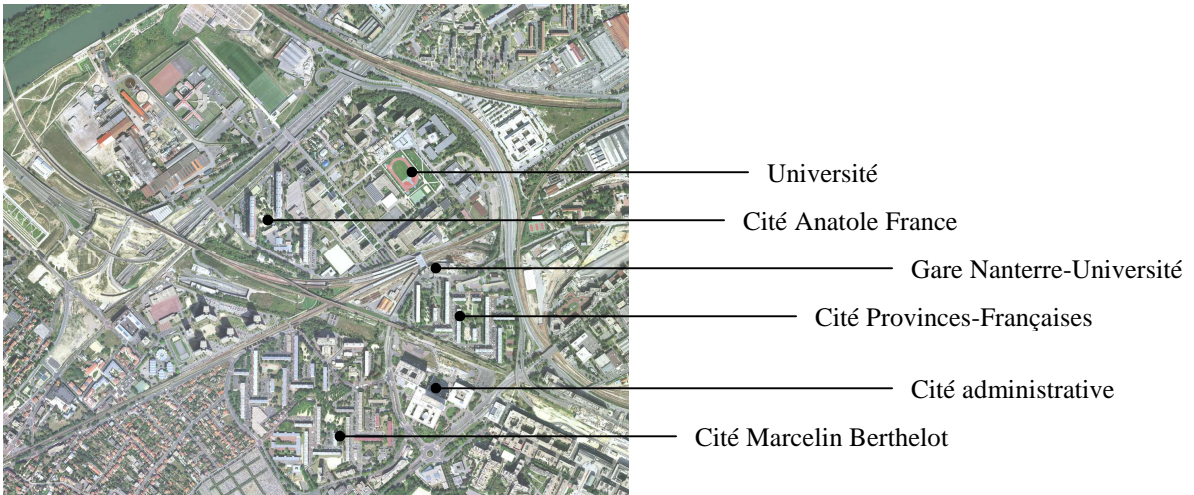 Université
Cité Anatole France
Gare Nanterre-Université
Cité Provinces-Françaises
Cité administrative
Cité Marcelin Berthelot